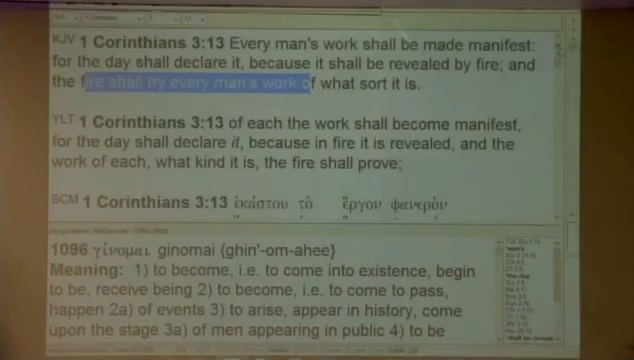 KJV 1 Corinthians 3:13 Every man's work shall be made manifest:
for the day shall declare it, because it shall be revealed by fire; and
the fire shall try every man's work of what sort it is.
YLT 1 Corinthians 3:13 of each the work shall become manifest,
for the day shall declare it, because in fire it is revealed, and the
work of each, what kind it is, the fire shall prove;
SCM 1 Corinthians 3:13 ἑκάστου τὸ ἔργον φανερὸν
1096 γίνομαι ginomai {ghin'-om-ahee}
Meaning: 1) to become, i.e. to come into existence, begin
to be, receive being 2) to become, i.e. to come to pass,
happen 2a) of events 3) to arise, appear in history, come
upon the stage 3a) of men appearing in public 4) to be